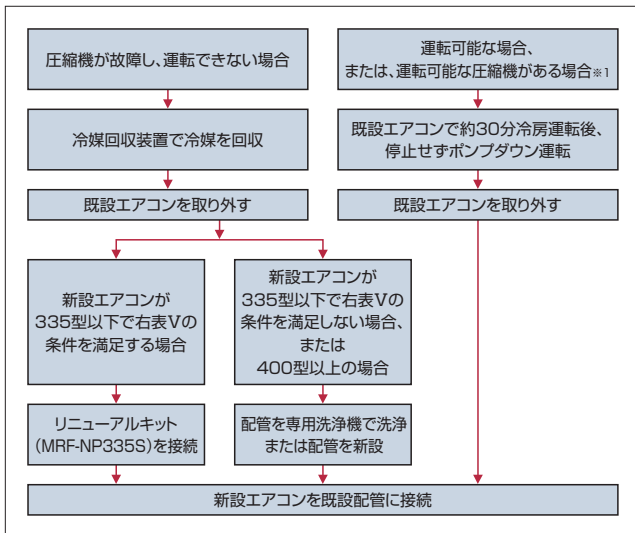 圧縮機が故障し、運転できない場合
冷媒回収装置で冷媒を回収
既設エアコンを取り外す
運転可能な場合、
または、運転可能な圧縮機がある場合※1
既設エアコンで約30分冷房運転後、
停止せずポンプダウン運転
既設エアコンを取り外す
新設エアコンが
335型以下で右表Ⅴの
条件を満足する場合
新設エアコンが
335型以下で右表Ⅴの
条件を満足しない場合、
または
400型以上の場合
リニューアルキット
(MRF-NP335S)を接続
配管を専用洗浄機で洗浄
または配管を新設
新設エアコンを既設配管に接続